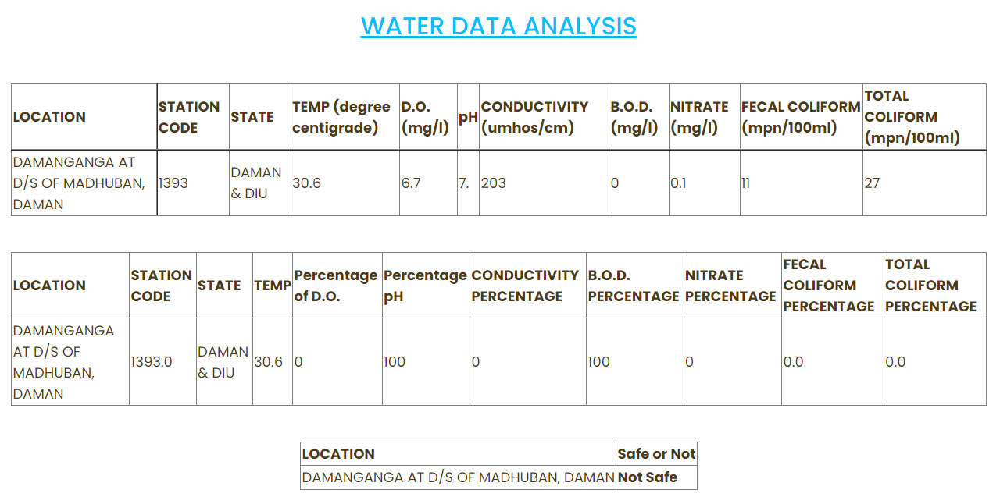 WATER DATA ANALYSIS
LOCATION STATION CODE STATE TEMP (degree centigrade) D.O. (mg/l) pH CONDUCTIVITY (umhos/cm) B.O.D. (mg/l) NITRATE (mg/l) FECAL COLIFORM (mpn/100ml) TOTAL COLIFORM (mpn/100ml)
DAMANGANGA AT D/S OF MADHUBAN, DAMAN 1393 DAMAN & DIU 30.6 6.7 7. 203 0 0.1 11 27
LOCATION STATION CODE STATE TEMP Percentage of D.O. Percentage pH CONDUCTIVITY PERCENTAGE B.O.D. PERCENTAGE NITRATE PERCENTAGE FECAL COLIFORM PERCENTAGE TOTAL COLIFORM PERCENTAGE
DAMANGANGA AT D/S OF MADHUBAN, DAMAN 1393.0 DAMAN & DIU 30.6 0 100 0 100 0 0.0 0.0
LOCATION Safe or Not
DAMANGANGA AT D/S OF MADHUBAN, DAMAN Not Safe